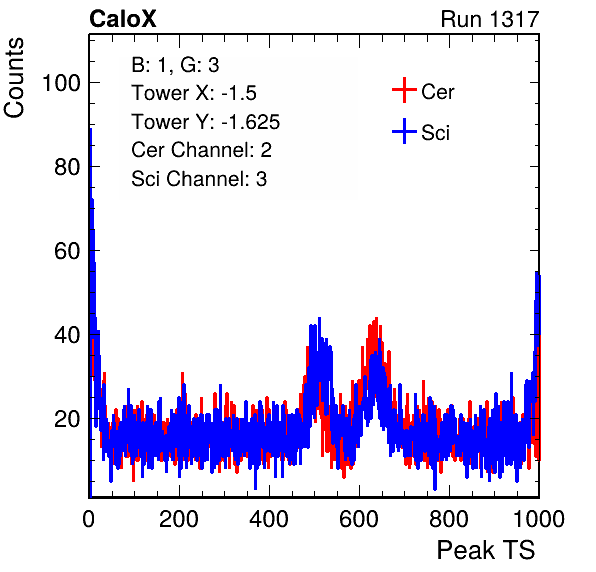 CaloX Run 1317
Counts
B: 1, G: 3
Tower X: -1.5
Tower Y: -1.625
Cer Channel: 2
Sci Channel: 3
Cer
Sci
100
80
60
40
20
0 200 400 600 800 1000
Peak TS